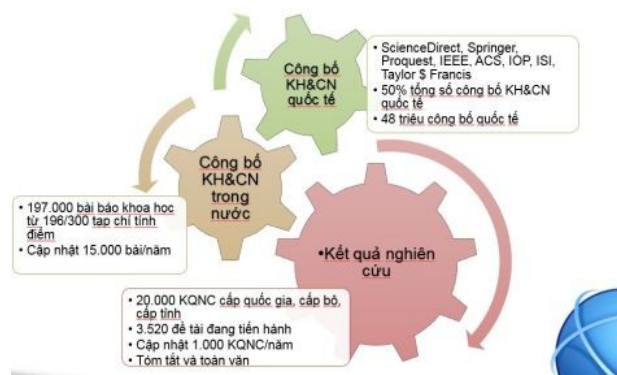 Công bố
KH&CN
quốc tế
• ScienceDirect, Springer,
Proquest, IEEE, ACS, IOP, ISI,
Taylor $ Francis
• 50% tổng số công bố KH&CN
quốc tế
• 48 triệu công bố quốc tế
Công bố
KH&CN
trong
nước
• 197.000 bài báo khoa học
từ 196/300 tạp chí tính
điểm
• Cập nhật 15.000 bài/năm
•Kết quả nghiên
cứu
• 20.000 KQNC cấp quốc gia, cấp bộ,
cấp tỉnh
• 3.520 đề tài đang tiến hành
• Cập nhật 1.000 KQNC/năm
• Tóm tắt và toàn văn